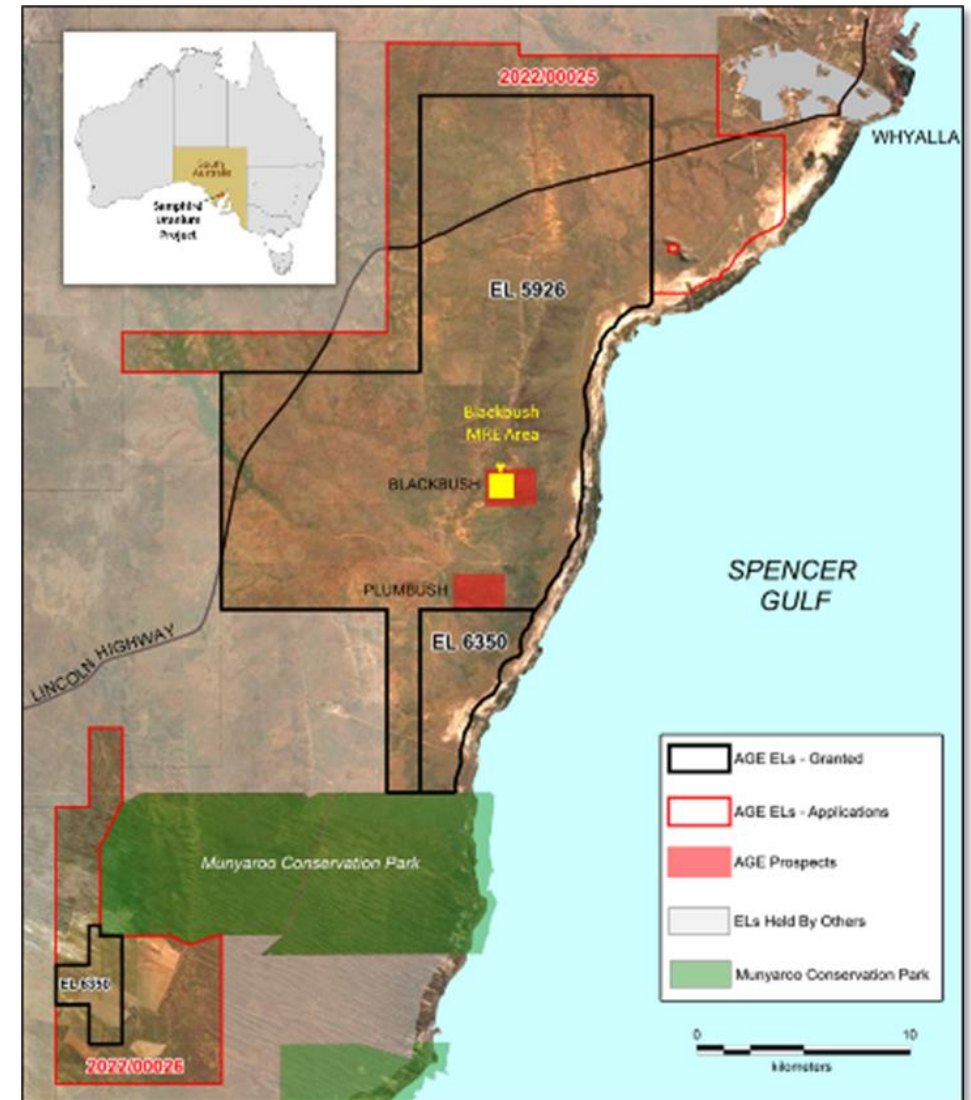 2022/00025
WHYALLA
South
Australia
Samphire
Uranium
Project
EL 5926
Blackbush
MRE Area
BLACKBUSH
PLUMBUSH
SPENCER
GULF
EL 6350
LINCOLN HIGHWAY
AGE ELs - Granted
AGE ELs - Applications
AGE Prospects
ELs Held By Others
Munyaroo Conservation Park
Munyaroo Conservation Park
EL 6350
2022/00026
0 10
kilometers